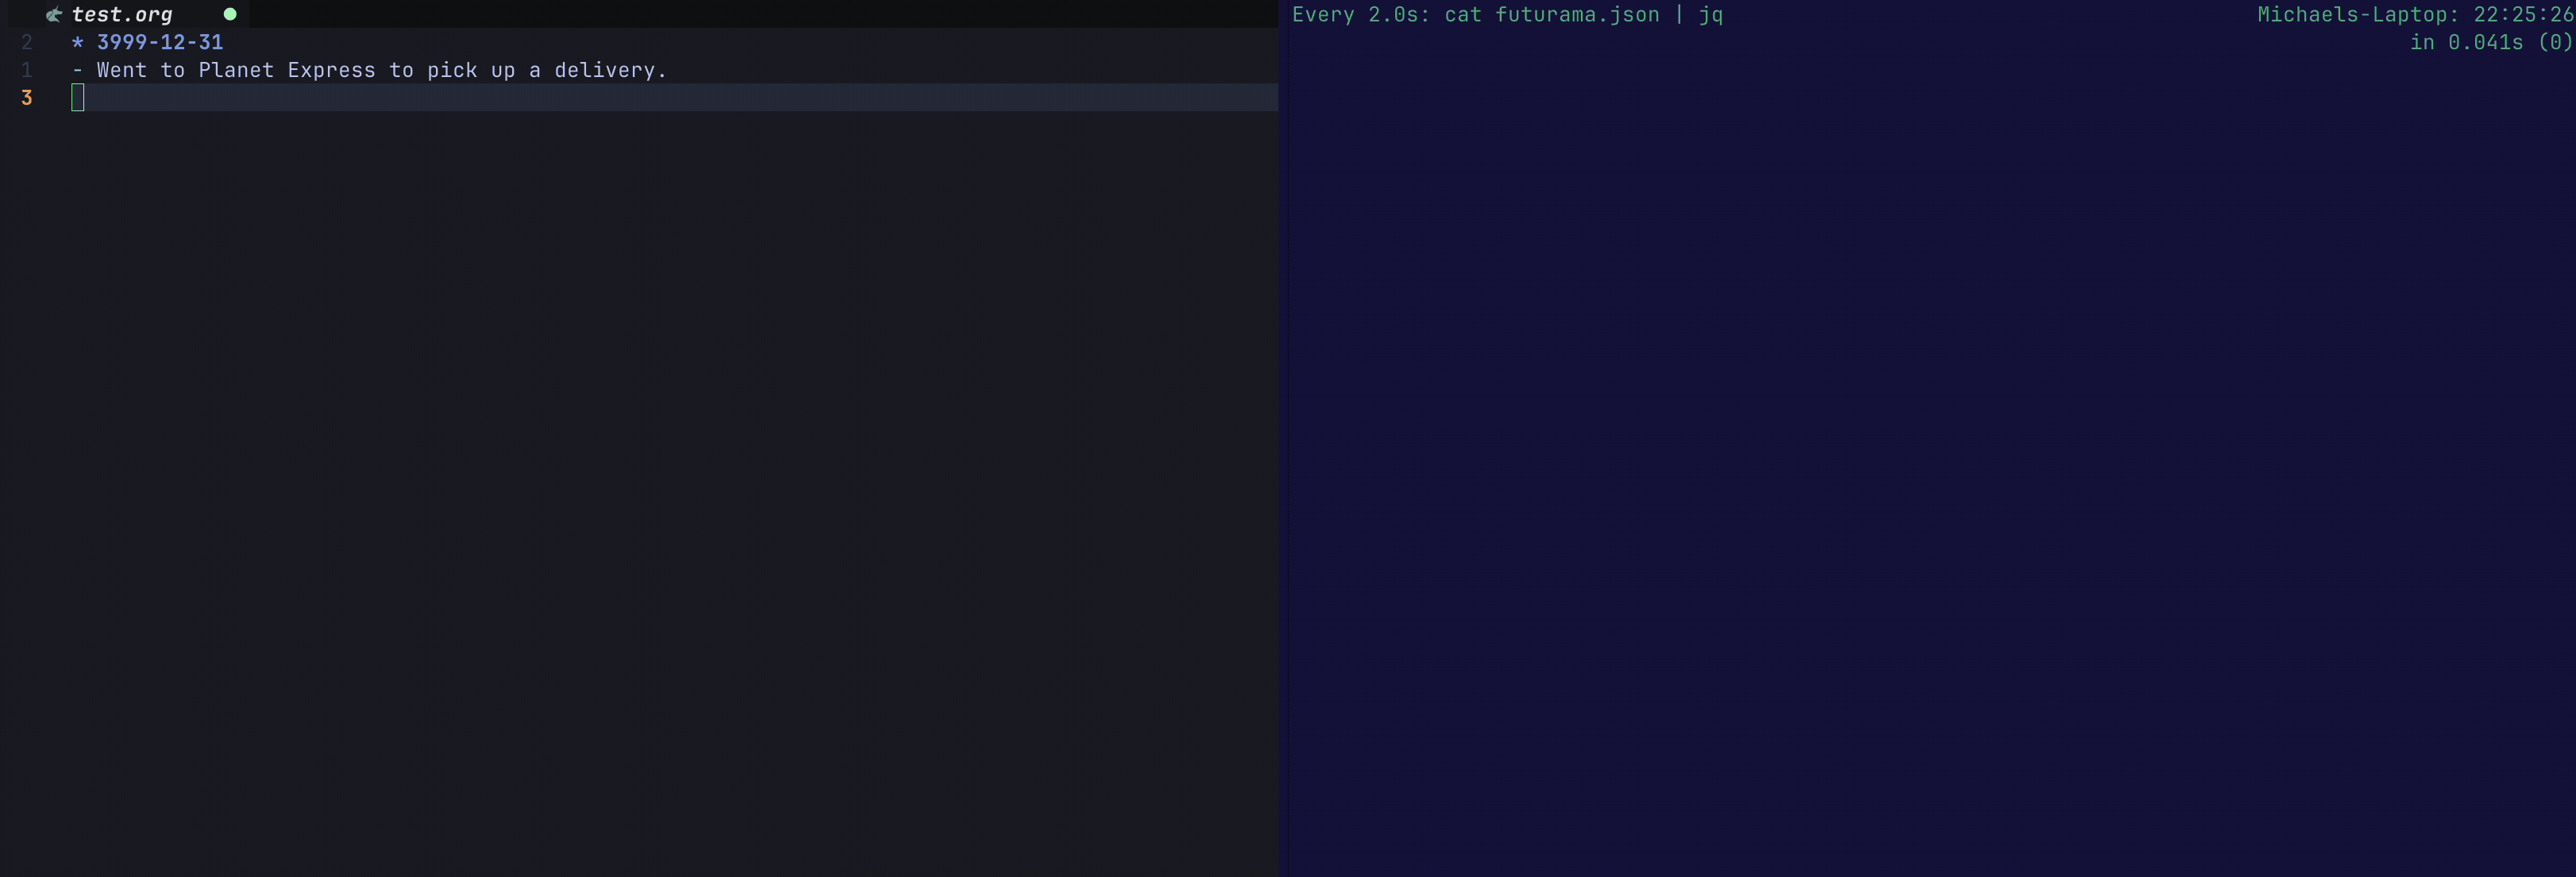 test.org
2 * 3999-12-31
1 - Went to Planet Express to pick up a delivery.
3
Every 2.0s: cat futurama.json | jq
Michaels-Laptop: 22:25:26
in 0.041s (0)